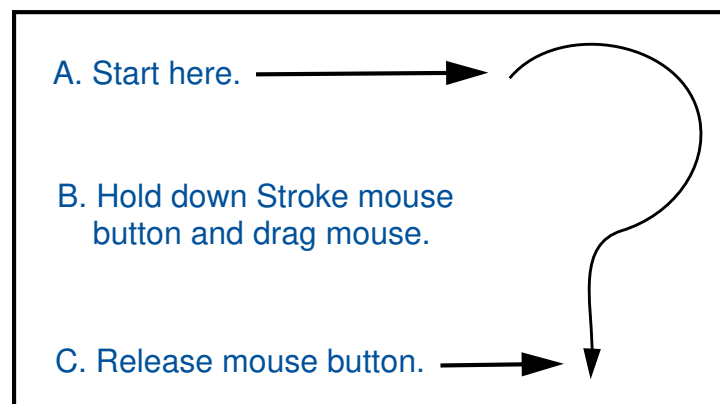 A. Start here.
B. Hold down Stroke mouse
button and drag mouse.
C. Release mouse button.